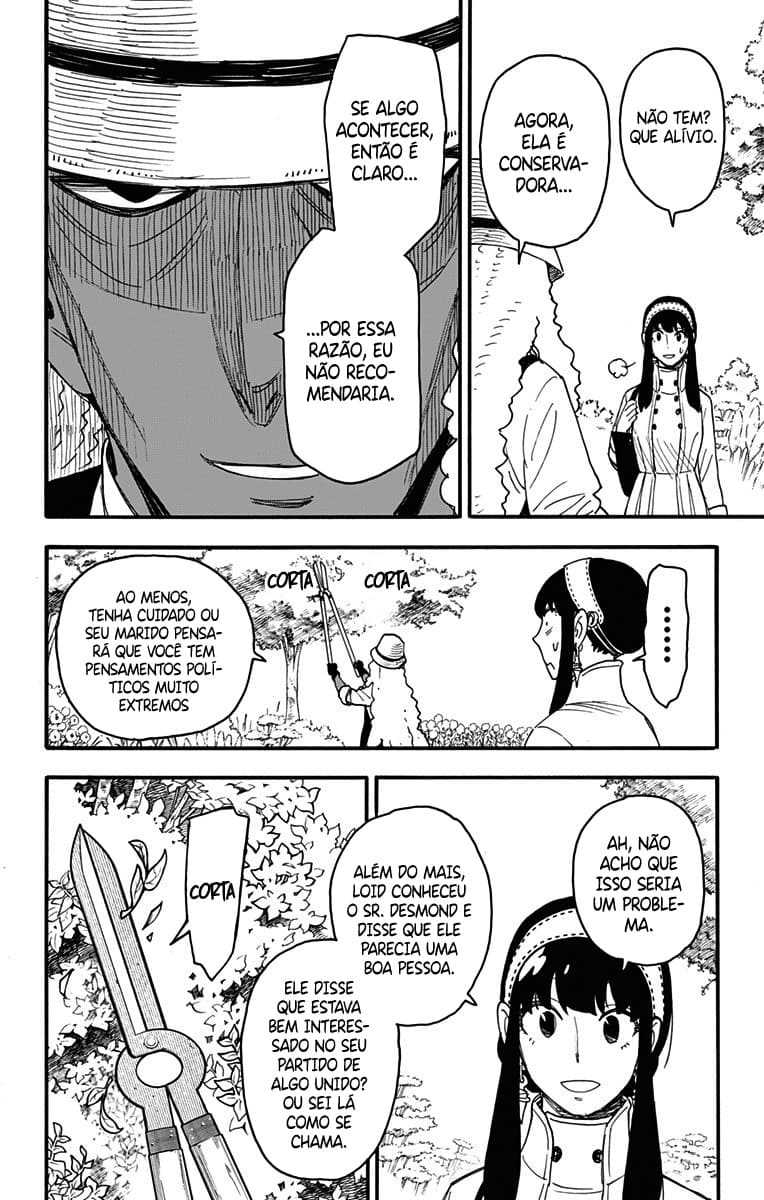 NÃO TEM?
QUE ALÍVIO.
AGORA,
ELA É
CONSERVA-
DORA...
SE ALGO
ACONTECER,
ENTÃO É
CLARO...
...POR ESSA
RAZÃO, EU
NÃO RECO-
MENDARIA.
......
CORTA
CORTA
AO MENOS,
TENHA CUIDADO OU
SEU MARIDO PENSA-
RÁ QUE VOCÊ TEM
PENSAMENTOS POLÍ-
TICOS MUITO
EXTREMOS
AH, NÃO
ACHO QUE
ISSO SERIA
UM PROBLE-
MA.
ALÉM DO MAIS,
LOID CONHECEU
O SR. DESMOND E
DISSE QUE ELE
PARECIA UMA
BOA PESSOA.
ELE DISSE
QUE ESTAVA
BEM INTERES-
SADO NO SEU
PARTIDO DE
ALGO UNIDO?
OU SEI LÁ
COMO SE
CHAMA.
CORTA